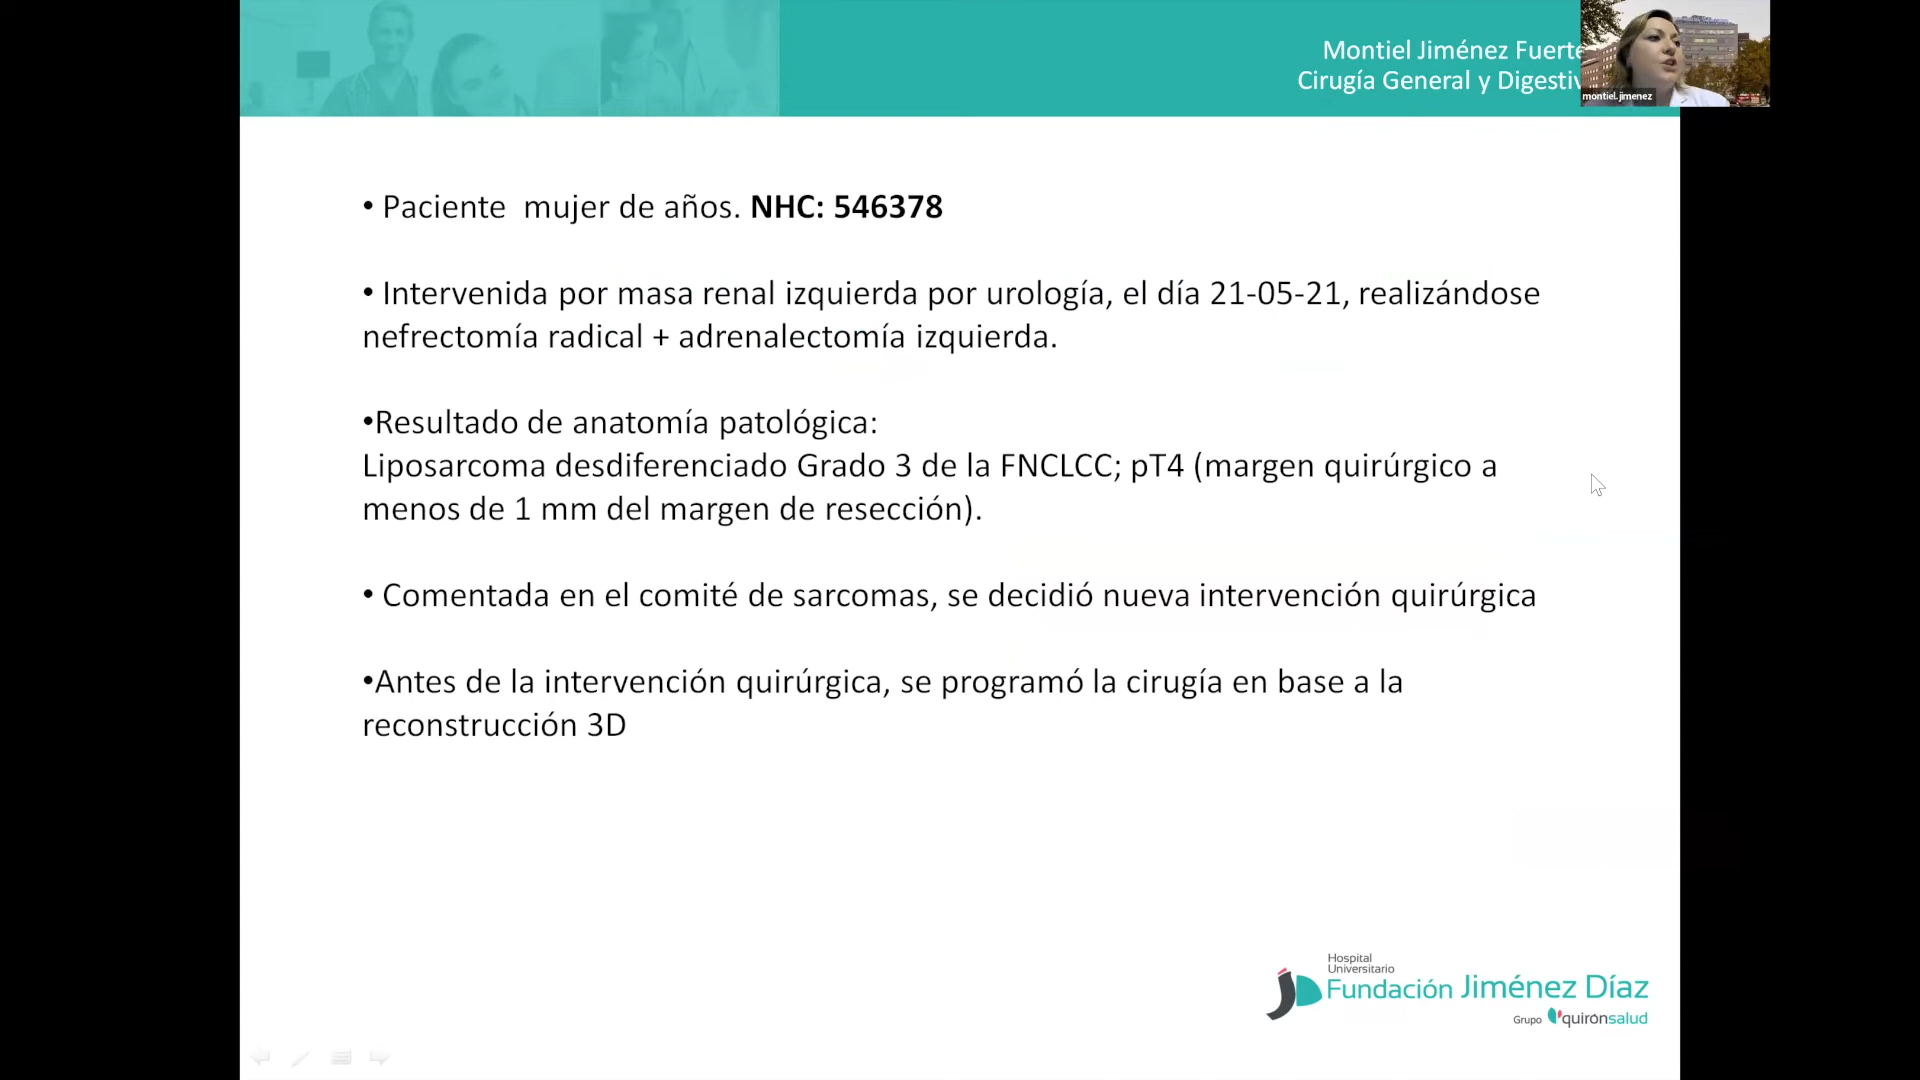 Montiel Jiménez Fuerte
Cirugía General y Digestiv
montiel.jimenez
• Paciente mujer de años. NHC: 546378
• Intervenida por masa renal izquierda por urología, el día 21-05-21, realizándose
nefrectomía radical + adrenalectomía izquierda.
•Resultado de anatomía patológica:
Liposarcoma desdiferenciado Grado 3 de la FNCLCC; pT4 (margen quirúrgico a
menos de 1 mm del margen de resección).
• Comentada en el comité de sarcomas, se decidió nueva intervención quirúrgica
•Antes de la intervención quirúrgica, se programó la cirugía en base a la
reconstrucción 3D
Hospital
Universitario
Fundación Jiménez Díaz
Grupo quirónsalud